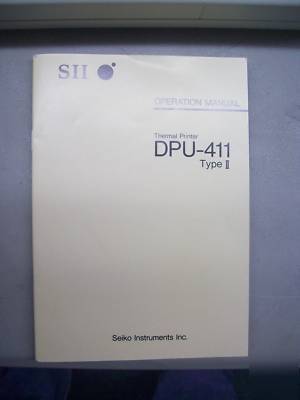 SII
OPERATION MANUAL
Thermal Printer
DPU-411
Type II
Seiko Instruments Inc.